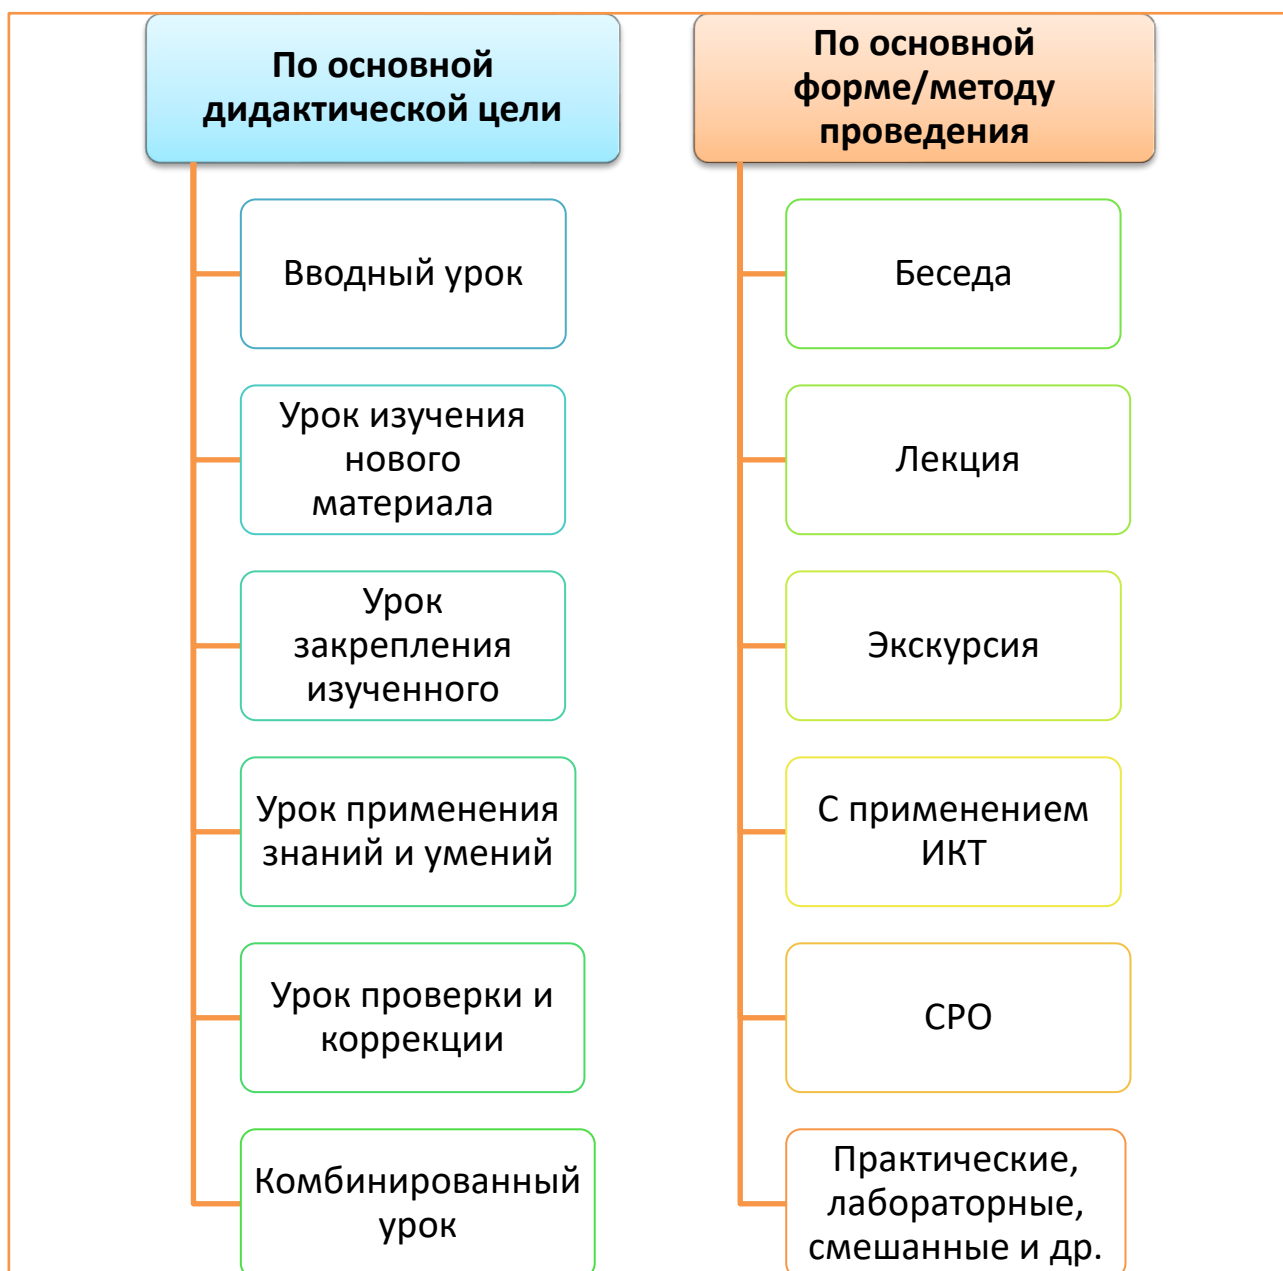 По основной
дидактической цели
Вводный урок
Урок изучения
нового
материала
Урок
закрепления
изученного
Урок применения
знаний и умений
Урок проверки и
коррекции
Комбинированный
урок
По основной
форме/методу
проведения
Беседа
Лекция
Экскурсия
С применением
ИКТ
СРО
Практические,
лабораторные,
смешанные и др.